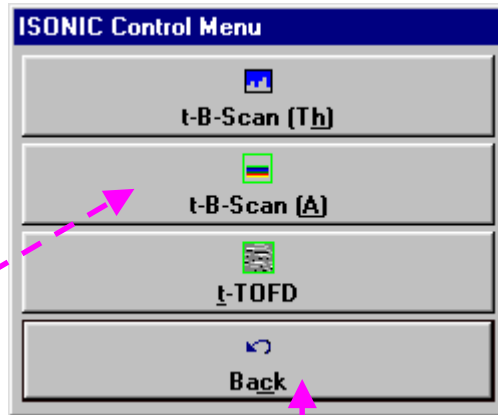 ISONIC Control Menu
t-B-Scan (Th)
t-B-Scan (A)
t-TOFD
Back